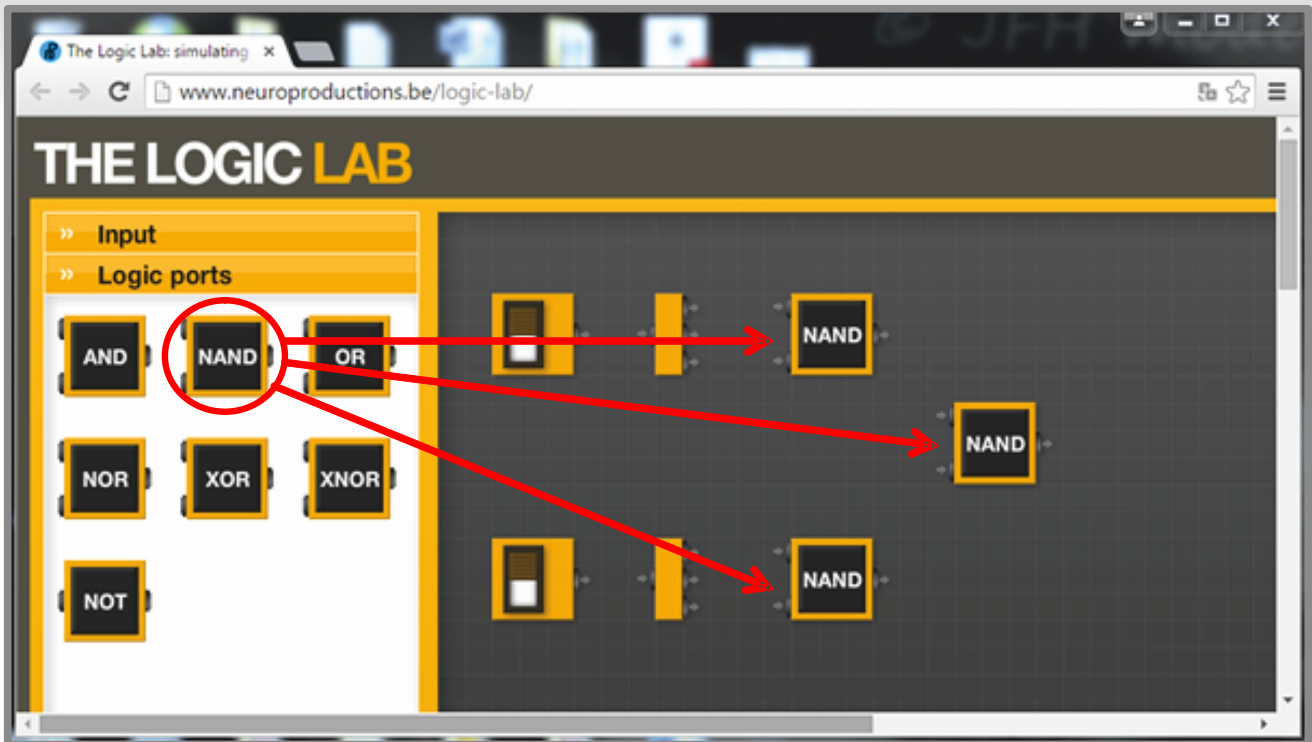 © JFH
The Logic Lab: simulating
www.neuroproductions.be/logic-lab/
THE LOGIC LAB
Input
Logic ports
AND
NAND
OR
NOR
XOR
XNOR
NOT
NAND
NAND
NAND